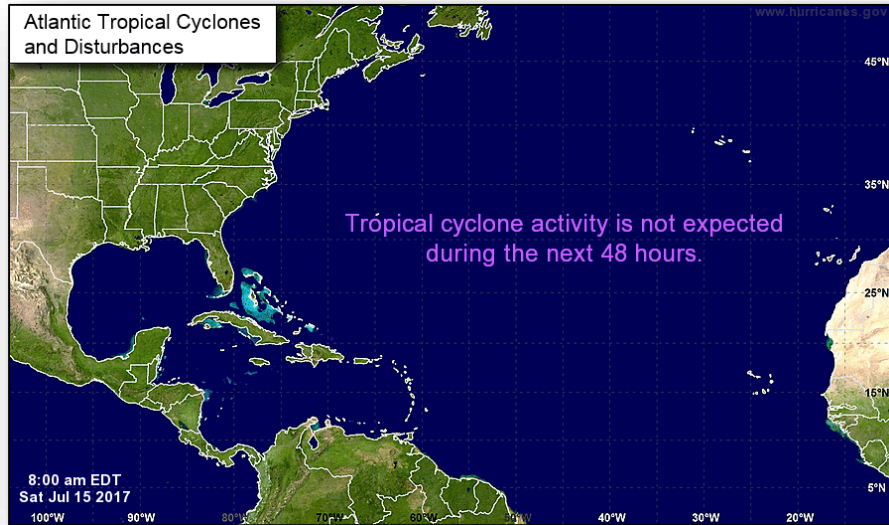 Atlantic Tropical Cyclones
and Disturbances
www.hurricanes.gov
45°N
35°N
Tropical cyclone activity is not expected
during the next 48 hours.
25°N
15°N
8:00 am EDT
Sat Jul 15 2017
5°N
100°W 90°W 80°W 70°W 60°W 50°W 40°W 30°W 20°W